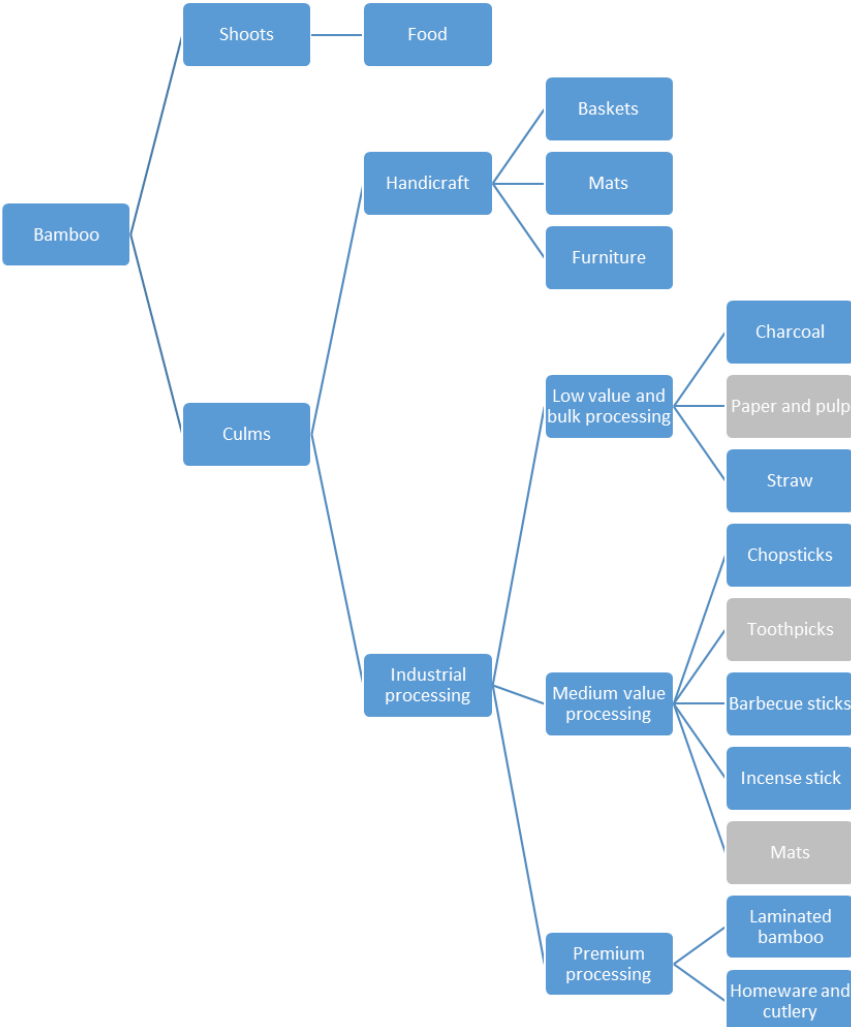 Shoots
Food
Baskets
Handicraft
Mats
Bamboo
Furniture
Charcoal
Low value and
bulk processing
Paper and pulp
Culms
Straw
Chopsticks
Toothpicks
Industrial
processing
Medium value
processing
Barbecue sticks
Incense stick
Mats
Laminated
bamboo
Premium
processing
Homeware and
cutlery